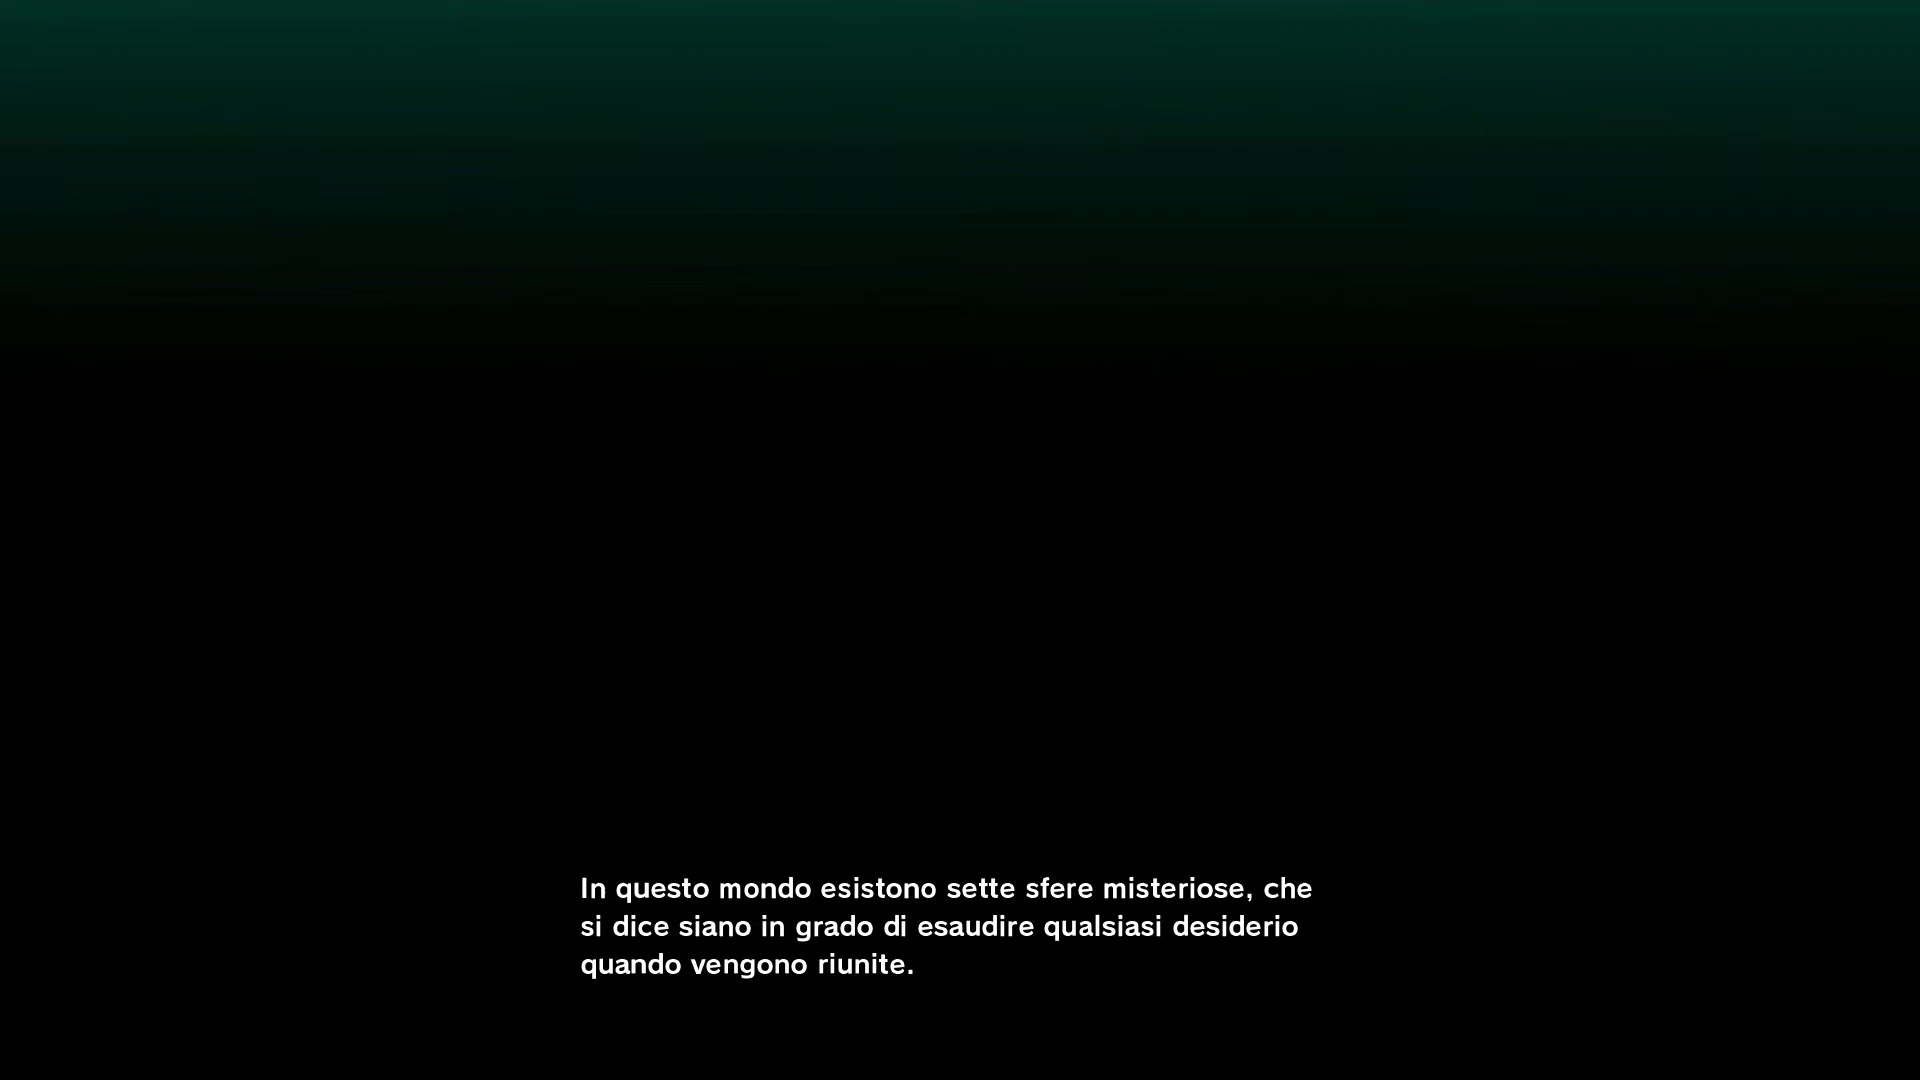 In questo mondo esistono sette sfere misteriose, che
si dice siano in grado di esaudire qualsiasi desiderio
quando vengono riunite.